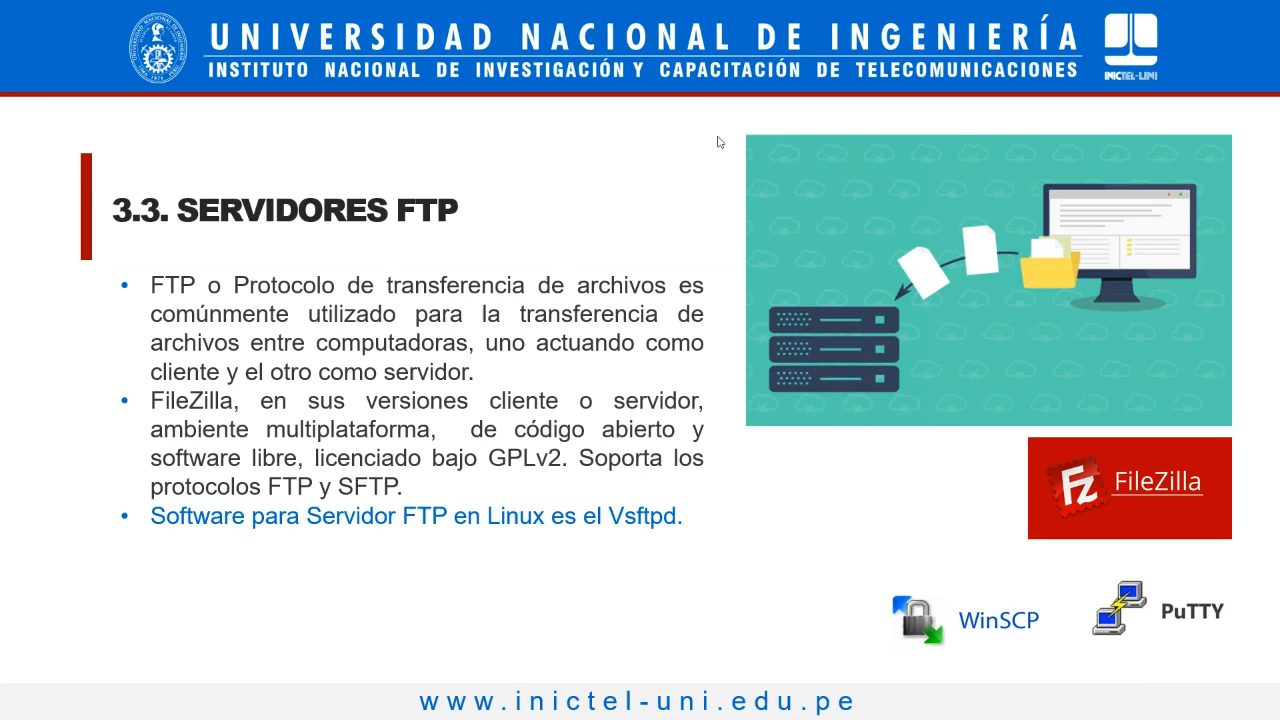 UNIVERSIDAD NACIONAL DE INGENIERÍA
INSTITUTO NACIONAL DE INVESTIGACIÓN Y CAPACITACIÓN DE TELECOMUNICACIONES
INICTEL-UNI
3.3. SERVIDORES FTP
• FTP o Protocolo de transferencia de archivos es
comúnmente utilizado para la transferencia de
archivos entre computadoras, uno actuando como
cliente y el otro como servidor.
• FileZilla, en sus versiones cliente o servidor,
ambiente multiplataforma, de código abierto y
software libre, licenciado bajo GPLv2. Soporta los
protocolos FTP y SFTP.
• Software para Servidor FTP en Linux es el Vsftpd.
Fz FileZilla
WinSCP
PuTTY
www.inictel-uni.edu.pe